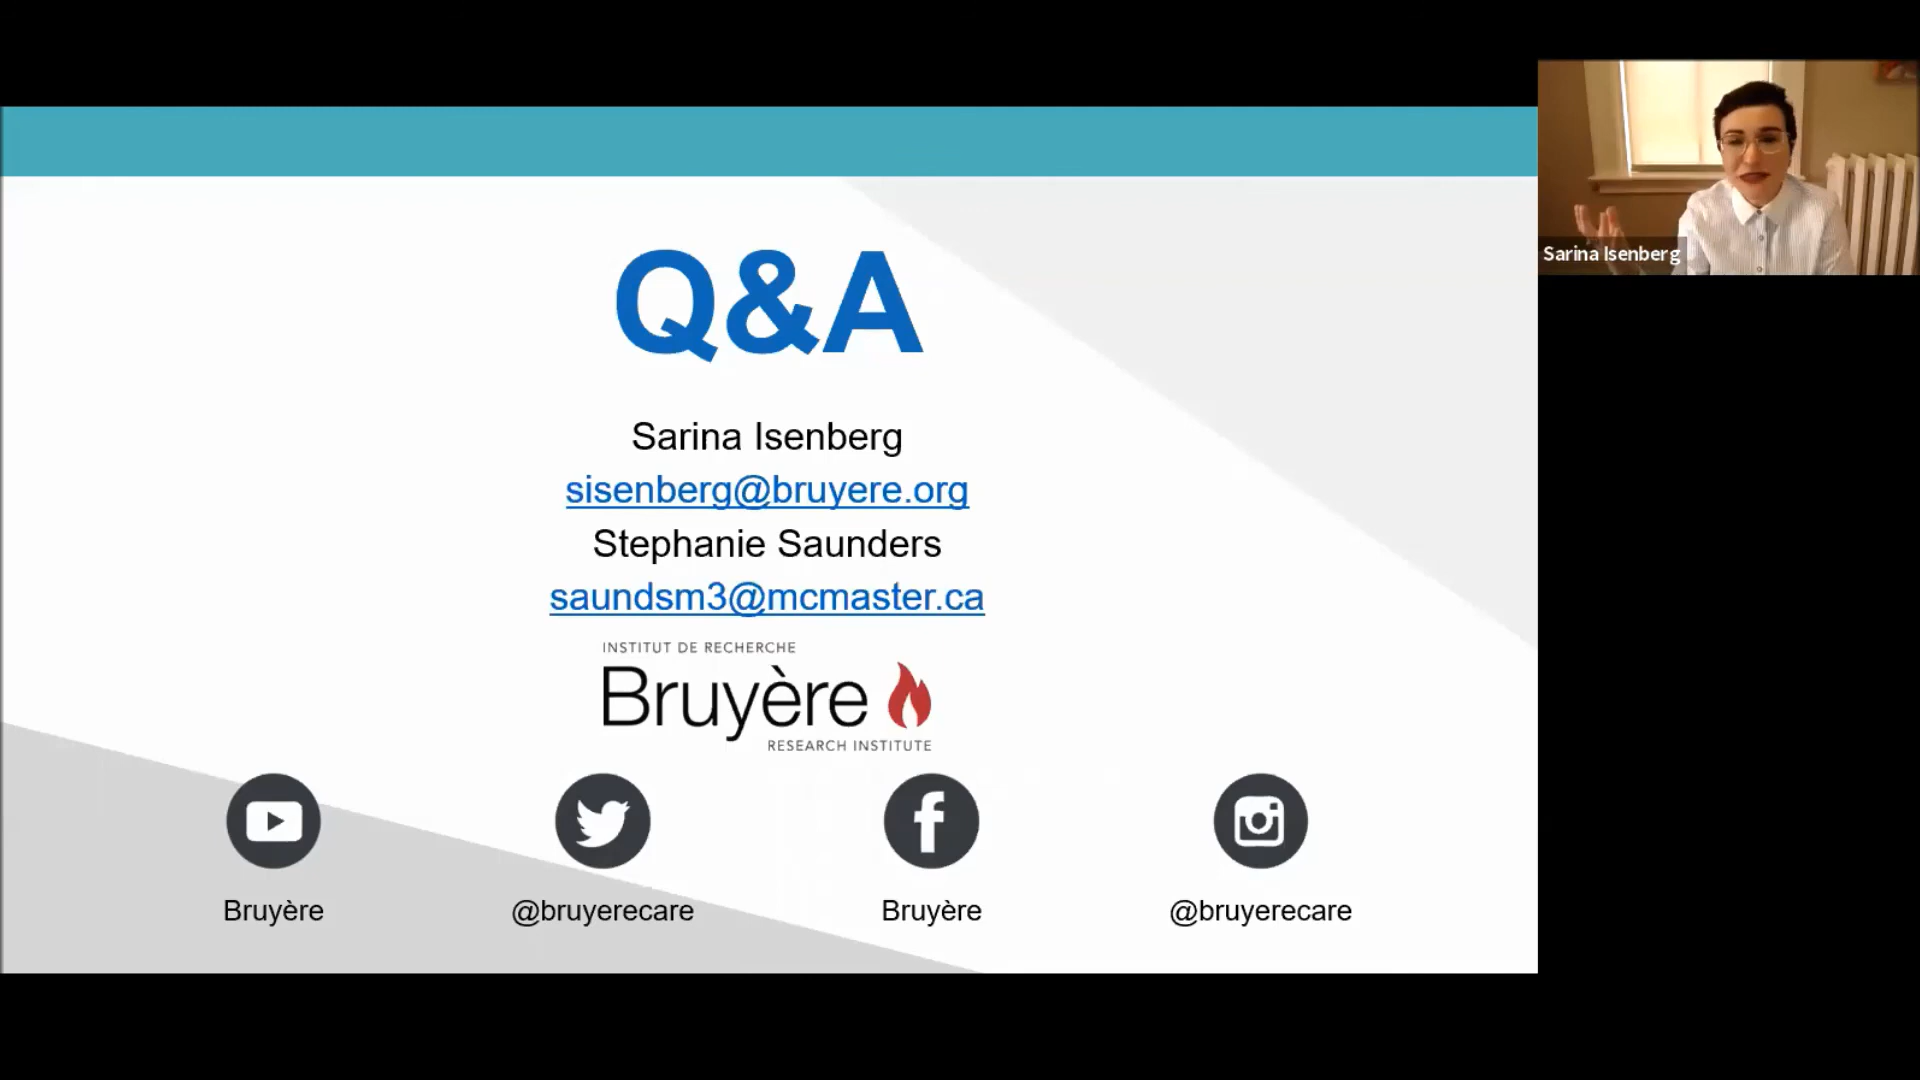 Q&A
Sarina Isenberg
sisenberg@bruyere.org
Stephanie Saunders
saundsm3@mcmaster.ca
INSTITUT DE RECHERCHE
Bruyère
RESEARCH INSTITUTE
Bruyère
@bruyerecare
Bruyère
@bruyerecare
Sarina Isenberg